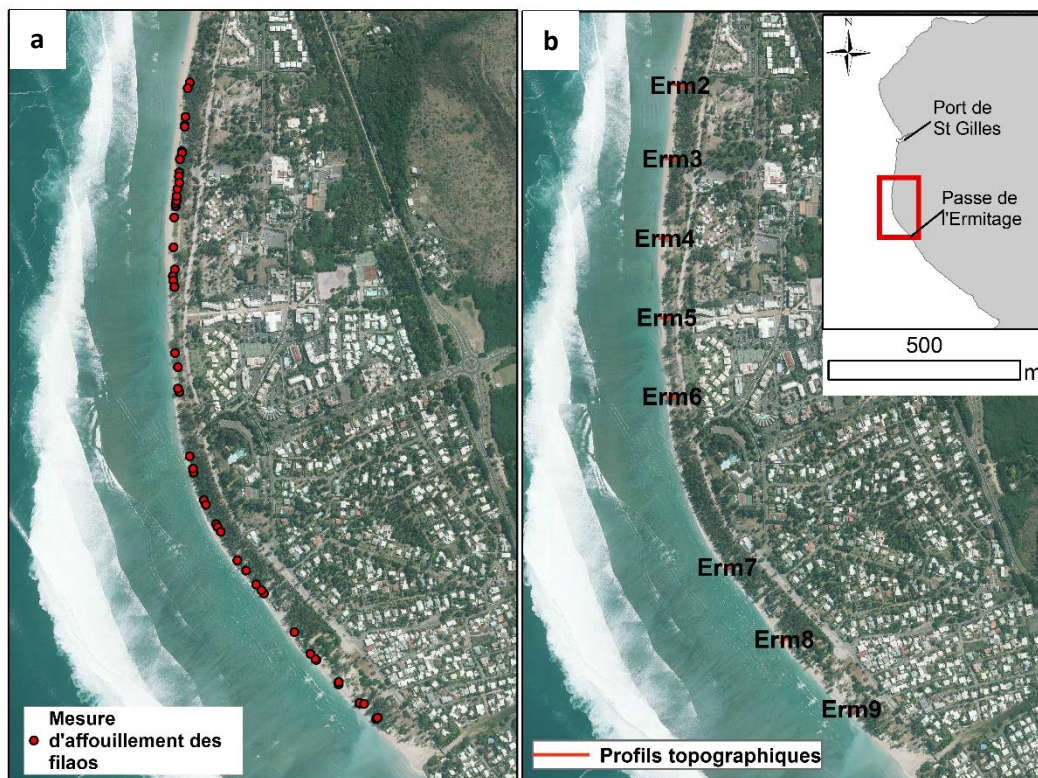 a
Mesure
d'affouillement des
filaos
b
Erm2
Erm3
Erm4
Erm5
Erm6
Erm7
Erm8
Erm9
N
Port de
St Gilles
Passe de
l'Ermitage
500
m
Profils topographiques